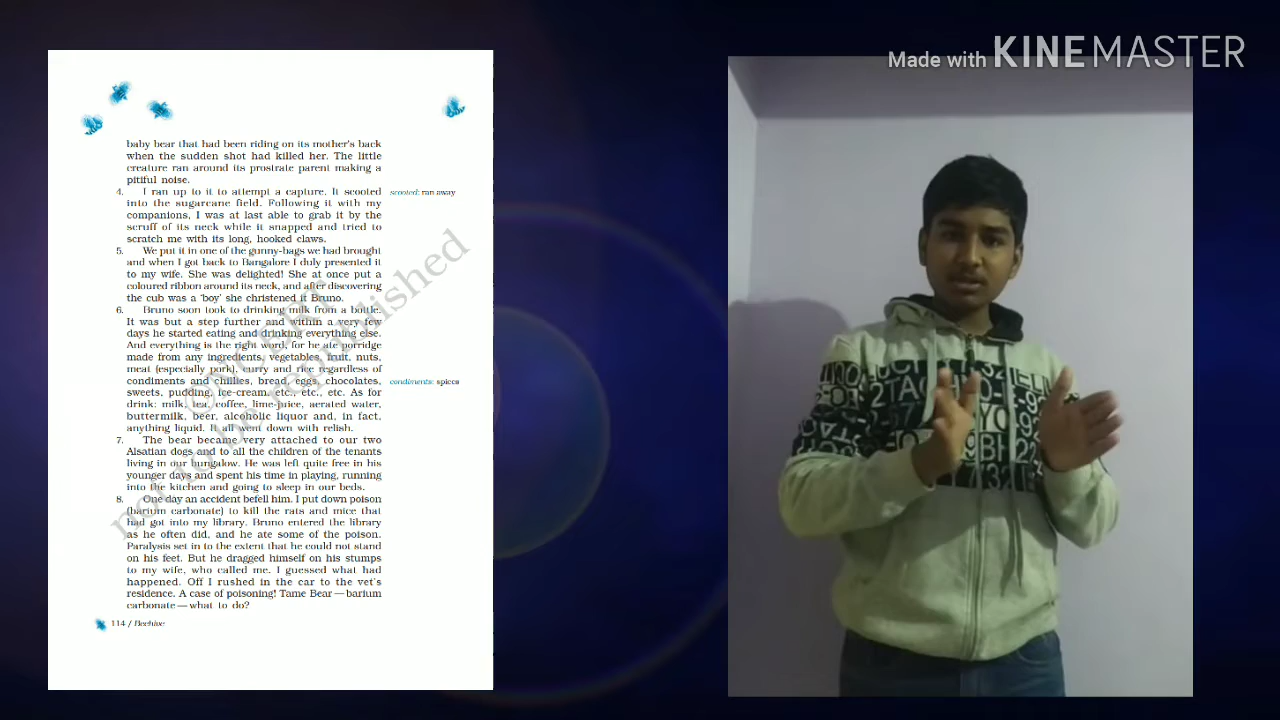 Made with KINEMASTER
baby bear that had been riding on its mother's back
when the sudden shot had killed her. The little
creature ran around its prostrate parent making a
pitiful noise.
4. I ran up to it to attempt a capture. It scooted
scooted: ran away
into the sugarcane field. Following it with my
companions, I was at last able to grab it by the
scruff of its neck while it snapped and tried to
scratch me with its long, hooked claws.
5. We put it in one of the gunny-bags we had brought
and when I got back to Bangalore I duly presented it
to my wife. She was delighted! She at once put a
coloured ribbon around its neck, and after discovering
the cub was a ‘boy’ she christened it Bruno.
6. Bruno soon took to drinking milk from a bottle.
It was but a step further and within a very few
days he started eating and drinking everything else.
And everything is the right word, for he ate porridge
made from any ingredients, vegetables, fruit, nuts,
meat (especially pork), curry and rice regardless of
condiments and chillies, bread, eggs, chocolates,
condiments: spices
sweets, pudding, ice-cream, etc., etc., etc. As for
drink: milk, tea, coffee, lime-juice, aerated water,
buttermilk, beer, alcoholic liquor and, in fact,
anything liquid. It all went down with relish.
7. The bear became very attached to our two
Alsatian dogs and to all the children of the tenants
living in our bungalow. He was left quite free in his
younger days and spent his time in playing, running
into the kitchen and going to sleep in our beds.
8. One day an accident befell him. I put down poison
(barium carbonate) to kill the rats and mice that
had got into my library. Bruno entered the library
as he often did, and he ate some of the poison.
Paralysis set in to the extent that he could not stand
on his feet. But he dragged himself on his stumps
to my wife, who called me. I guessed what had
happened. Off I rushed in the car to the vet's
residence. A case of poisoning! Tame Bear — barium
carbonate — what to do?
114 / Beehive
not to be republished